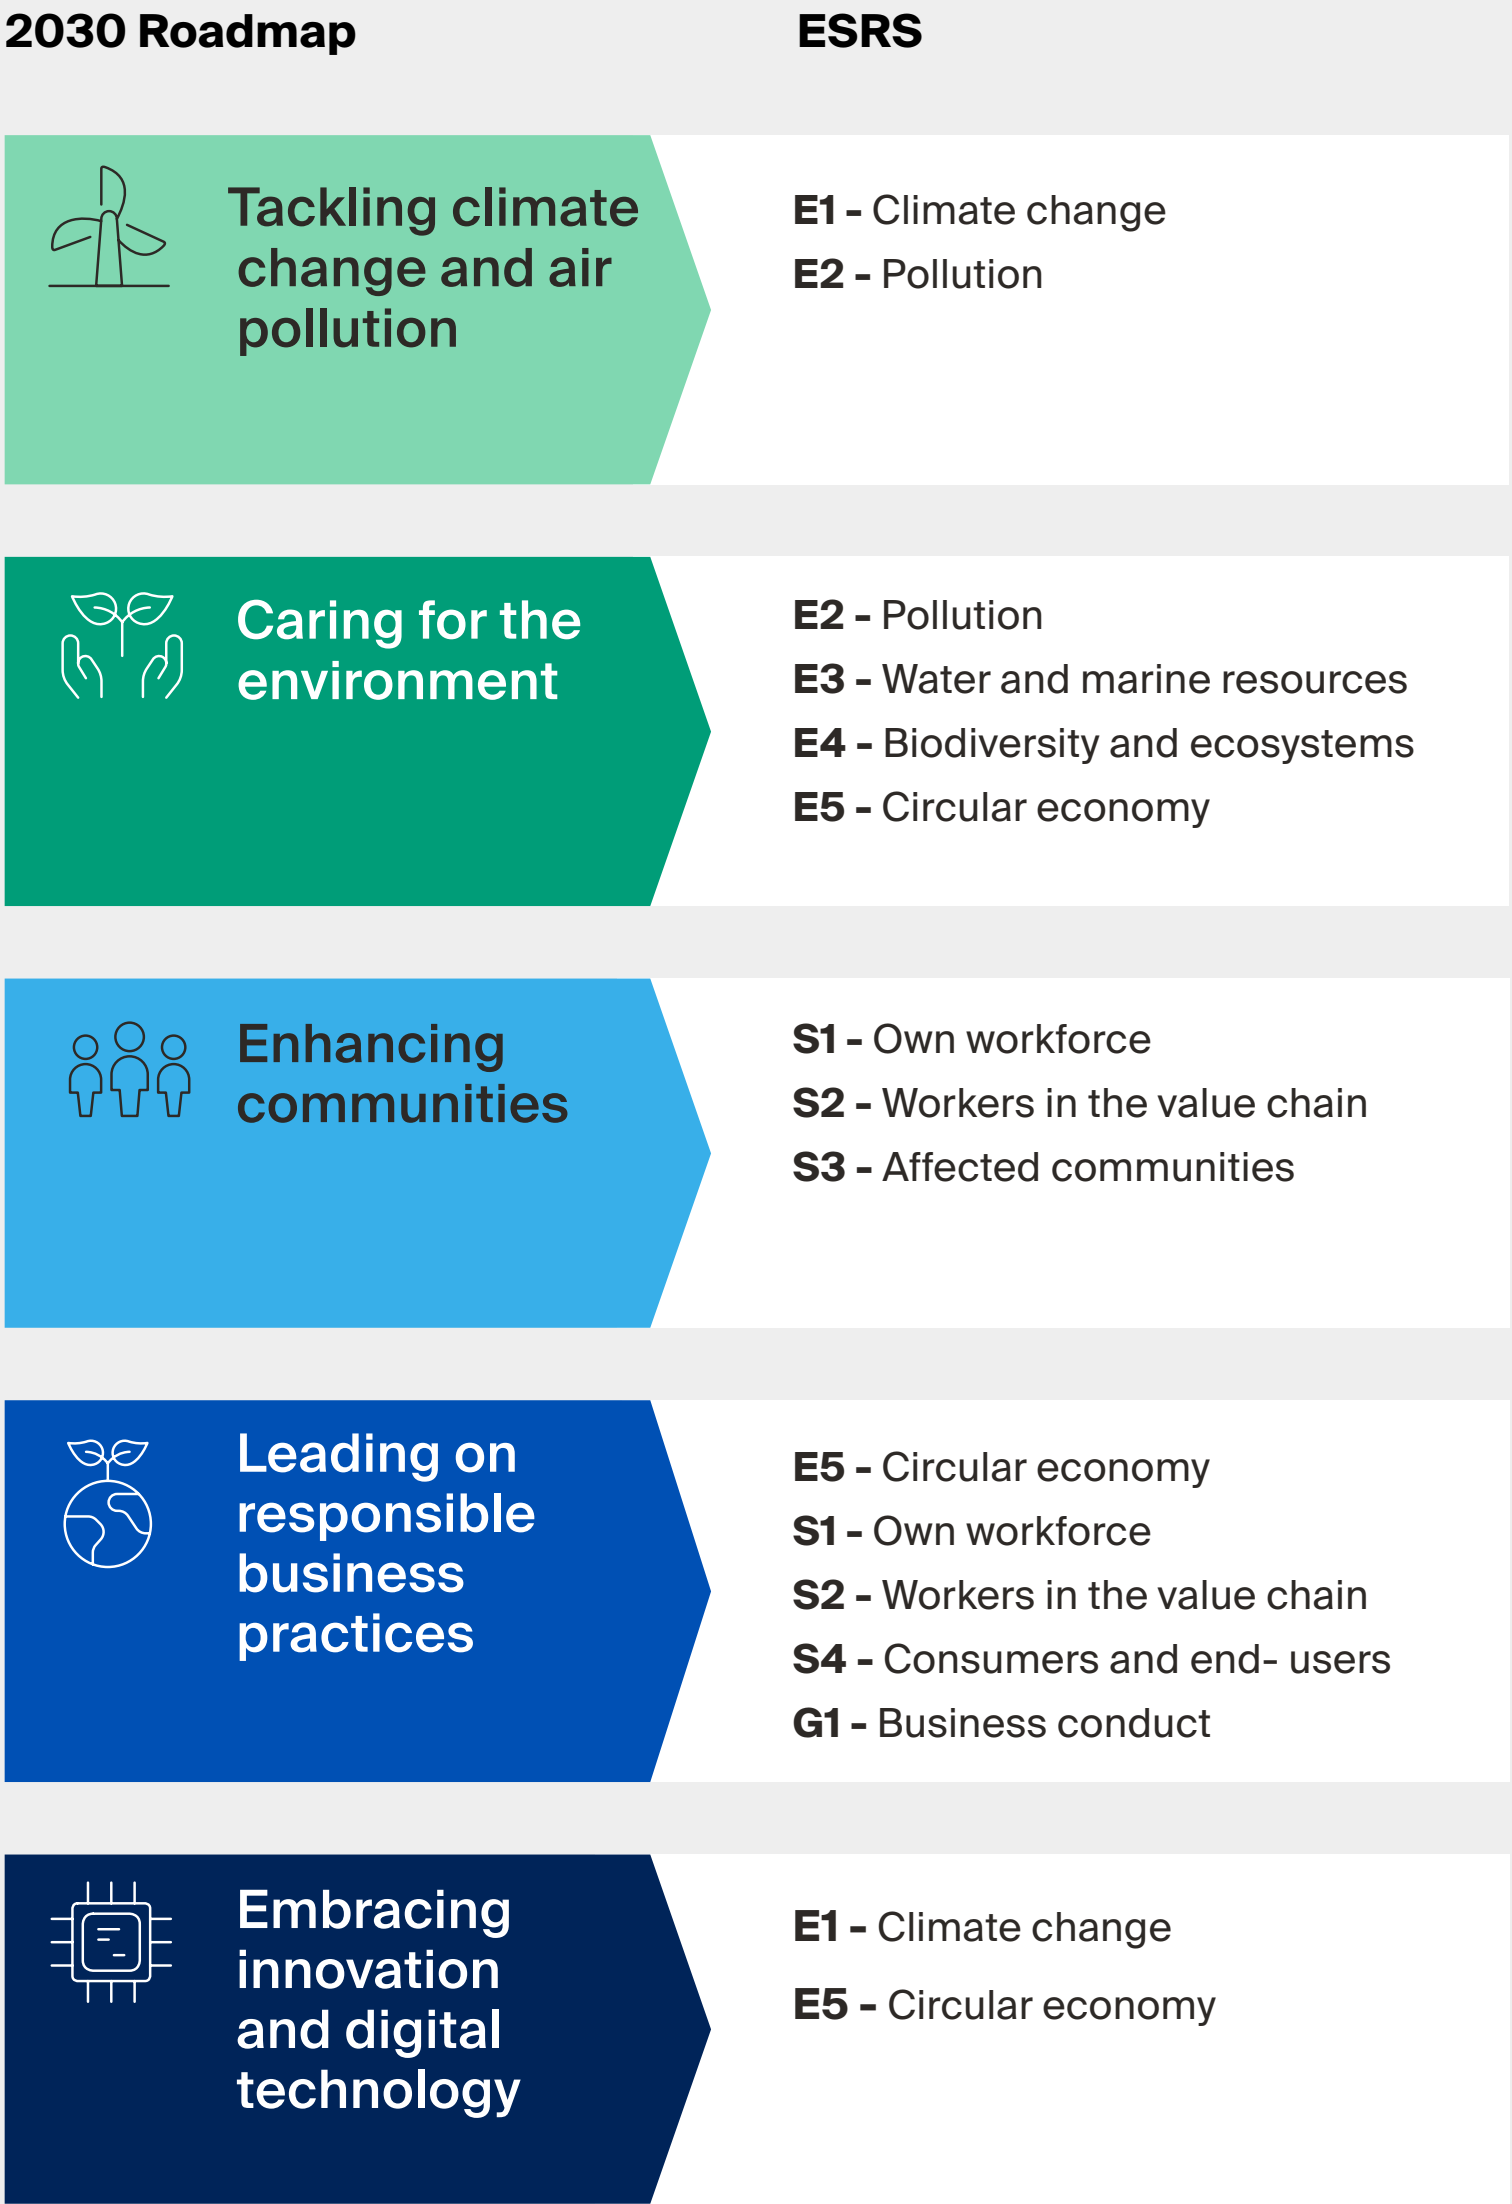 2030 Roadmap
ESRS
Tackling climate
change and air
pollution
E1 - Climate change
E2 - Pollution
Caring for the
environment
E2 - Pollution
E3 - Water and marine resources
E4 - Biodiversity and ecosystems
E5 - Circular economy
Enhancing
communities
S1 - Own workforce
S2 - Workers in the value chain
S3 - Affected communities
Leading on
responsible
business
practices
E5 - Circular economy
S1 - Own workforce
S2 - Workers in the value chain
S4 - Consumers and end- users
G1 - Business conduct
Embracing
innovation
and digital
technology
E1 - Climate change
E5 - Circular economy